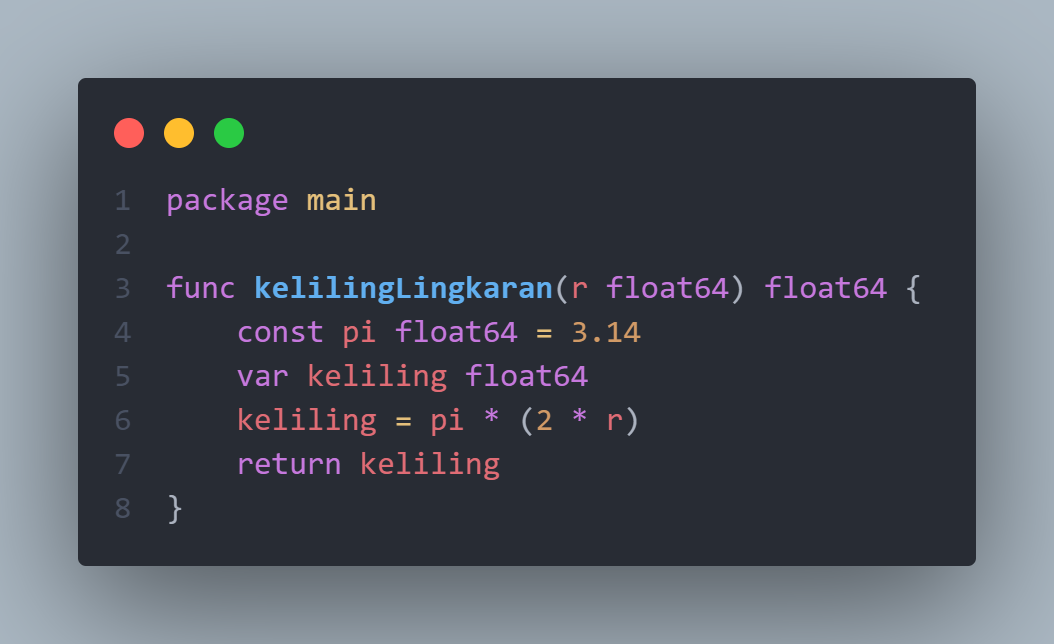 1 package main
2
3 func kelilingLingkaran(r float64) float64 {
4     const pi float64 = 3.14
5     var keliling float64
6     keliling = pi * (2 * r)
7     return keliling
8 }